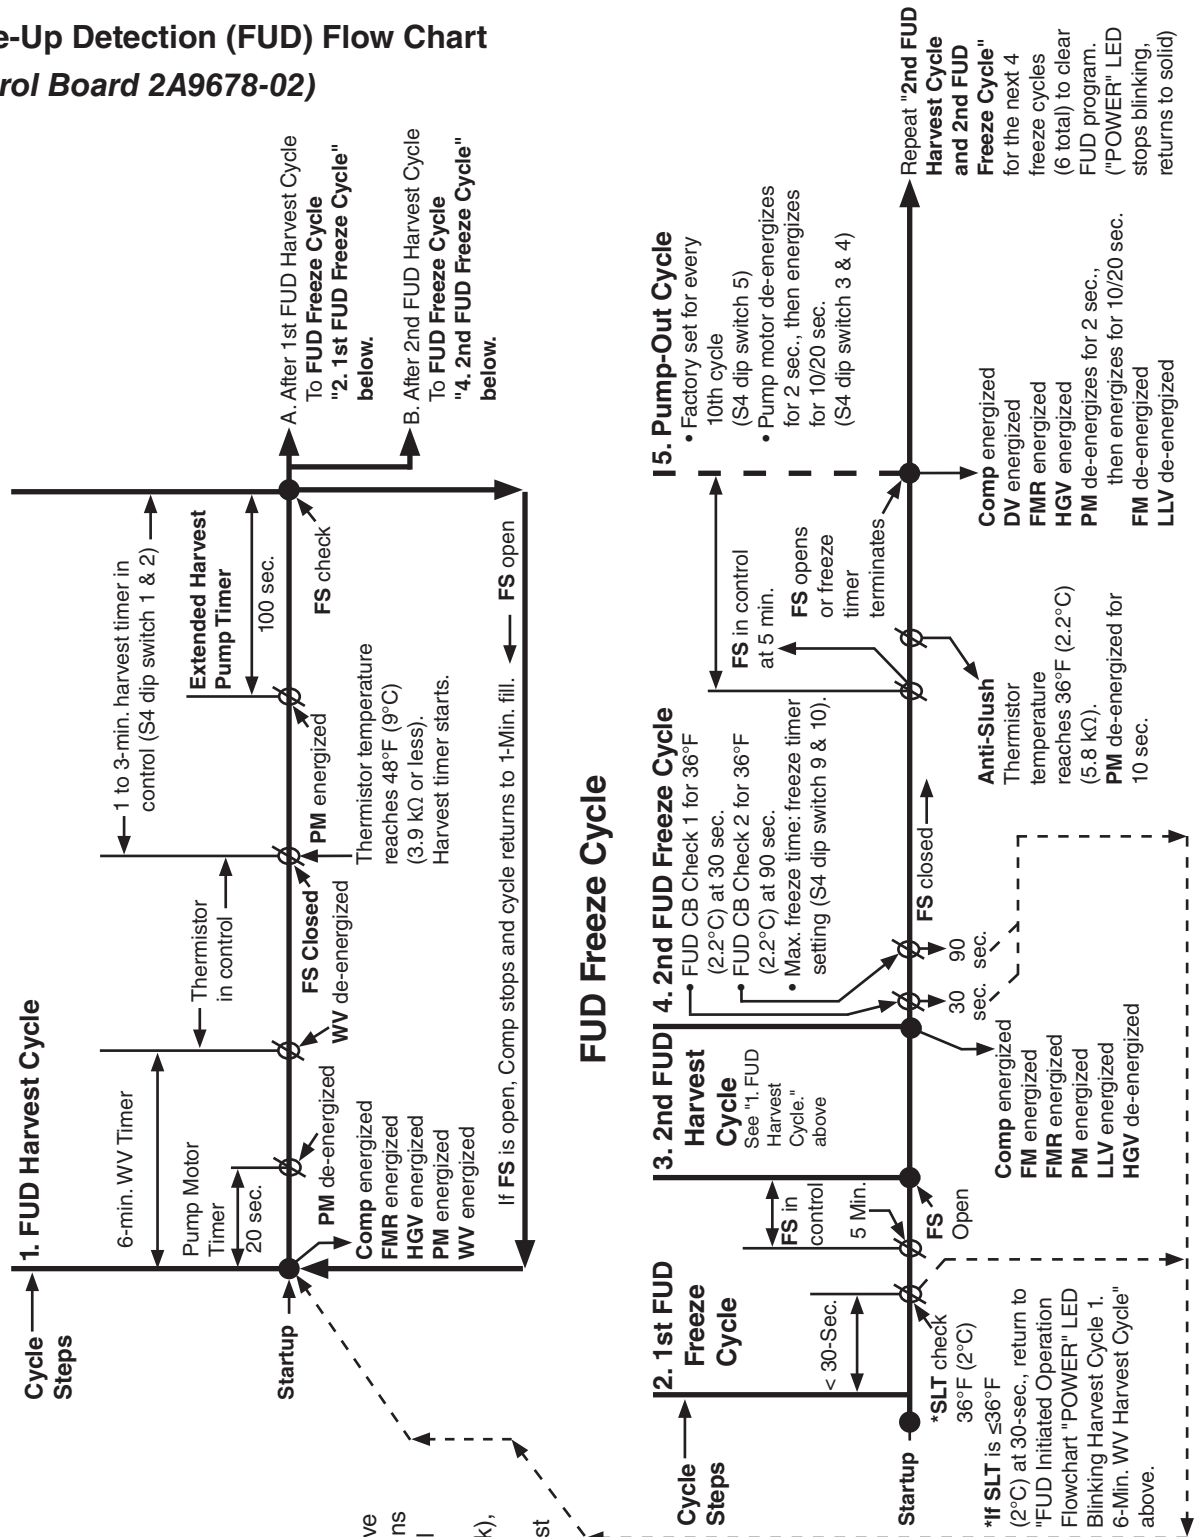 e-Up Detection (FUD) Flow Chart
rol Board 2A9678-02)
Cycle
Steps
1. FUD Harvest Cycle
6-min. WV Timer
Pump Motor
Timer
20 sec.
Thermistor
in control
1 to 3-min. harvest timer in
control (S4 dip switch 1 & 2)
Extended Harvest
Pump Timer
100 sec.
Startup
PM de-energized
WV de-energized
FS Closed
PM energized
FS check
Comp energized
FMR energized
HGV energized
PM energized
WV energized
Thermistor temperature
reaches 48°F (9°C)
(3.9 kΩ or less).
Harvest timer starts.
If FS is open, Comp stops and cycle returns to 1-Min. fill.
FS open
A. After 1st FUD Harvest Cycle
To FUD Freeze Cycle
"2. 1st FUD Freeze Cycle"
below.
B. After 2nd FUD Harvest Cycle
To FUD Freeze Cycle
"4. 2nd FUD Freeze Cycle"
below.
FUD Freeze Cycle
Cycle
Steps
2. 1st FUD
Freeze
Cycle
< 30-Sec.
Startup
*SLT check
36°F (2°C)
*If SLT is ≤36°F
(2°C) at 30-sec., return to
"FUD Initiated Operation
Flowchart "POWER" LED
Blinking Harvest Cycle 1.
6-Min. WV Harvest Cycle"
above.
FS in
control
5 Min.
FS
Open
3. 2nd FUD
Harvest
Cycle
See "1. FUD
Harvest
Cycle."
above
4. 2nd FUD Freeze Cycle
• FUD CB Check 1 for 36°F
(2.2°C) at 30 sec.
• FUD CB Check 2 for 36°F
(2.2°C) at 90 sec.
• Max. freeze time: freeze timer
setting (S4 dip switch 9 & 10).
30
sec.
90
sec.
FS closed
Comp energized
FM energized
FMR energized
PM energized
LLV energized
HGV de-energized
FS in control
at 5 min.
Anti-Slush
Thermistor
temperature
reaches 36°F (2.2°C)
(5.8 kΩ).
PM de-energized for
10 sec.
FS opens
or freeze
timer
terminates
5. Pump-Out Cycle
• Factory set for every
10th cycle
(S4 dip switch 5)
• Pump motor de-energizes
for 2 sec., then energizes
for 10/20 sec.
(S4 dip switch 3 & 4)
Comp energized
DV energized
FMR energized
HGV energized
PM de-energizes for 2 sec.,
then energizes for 10/20 sec.
FM de-energized
LLV de-energized
Repeat "2nd FUD
Harvest Cycle
and 2nd FUD
Freeze Cycle"
for the next 4
freeze cycles
(6 total) to clear
FUD program.
("POWER" LED
stops blinking,
returns to solid)
ve
ns
k),
st